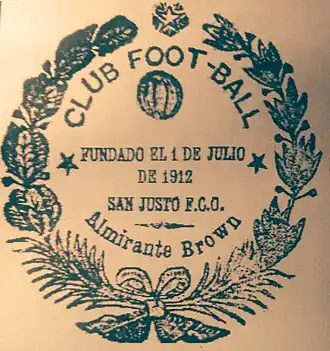 CLUB FOOT-BALL
FUNDADO EL 1 DE JULIO
DE 1912
SAN JUSTO F.C.O.
Almirante Brown